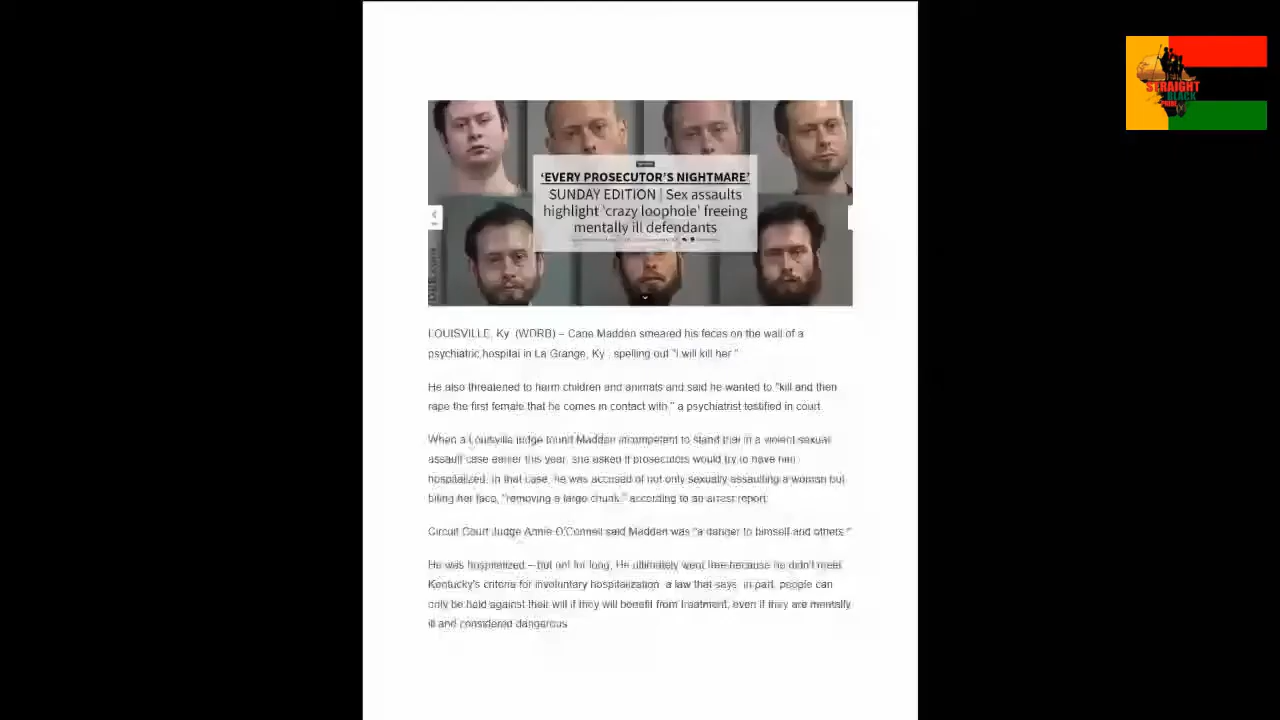 ‘EVERY PROSECUTOR’S NIGHTMARE’
SUNDAY EDITION | Sex assaults
highlight ‘crazy loophole’ freeing
mentally ill defendants
LOUISVILLE, Ky. (WDRB) – Cane Madden smeared his feces on the wall of a
psychiatric hospital in La Grange, Ky., spelling out "I will kill her."
He also threatened to harm children and animals and said he wanted to "kill and then
rape the first female that he comes in contact with," a psychiatrist testified in court.
When a Louisville judge found Madden incompetent to stand trial in a violent sexual
assault case earlier this year, she asked if prosecutors would try to have him
hospitalized. In that case, he was accused of not only sexually assaulting a woman but
biting her face, "removing a large chunk," according to an arrest report.
Circuit Court Judge Annie O'Connell said Madden was "a danger to himself and others."
He was hospitalized – but not for long. He ultimately went free because he didn't meet
Kentucky's criteria for involuntary hospitalization, a law that says, in part, people can
only be held against their will if they will benefit from treatment, even if they are mentally
ill and considered dangerous.
STRAIGHT
BLACK
PRIDE